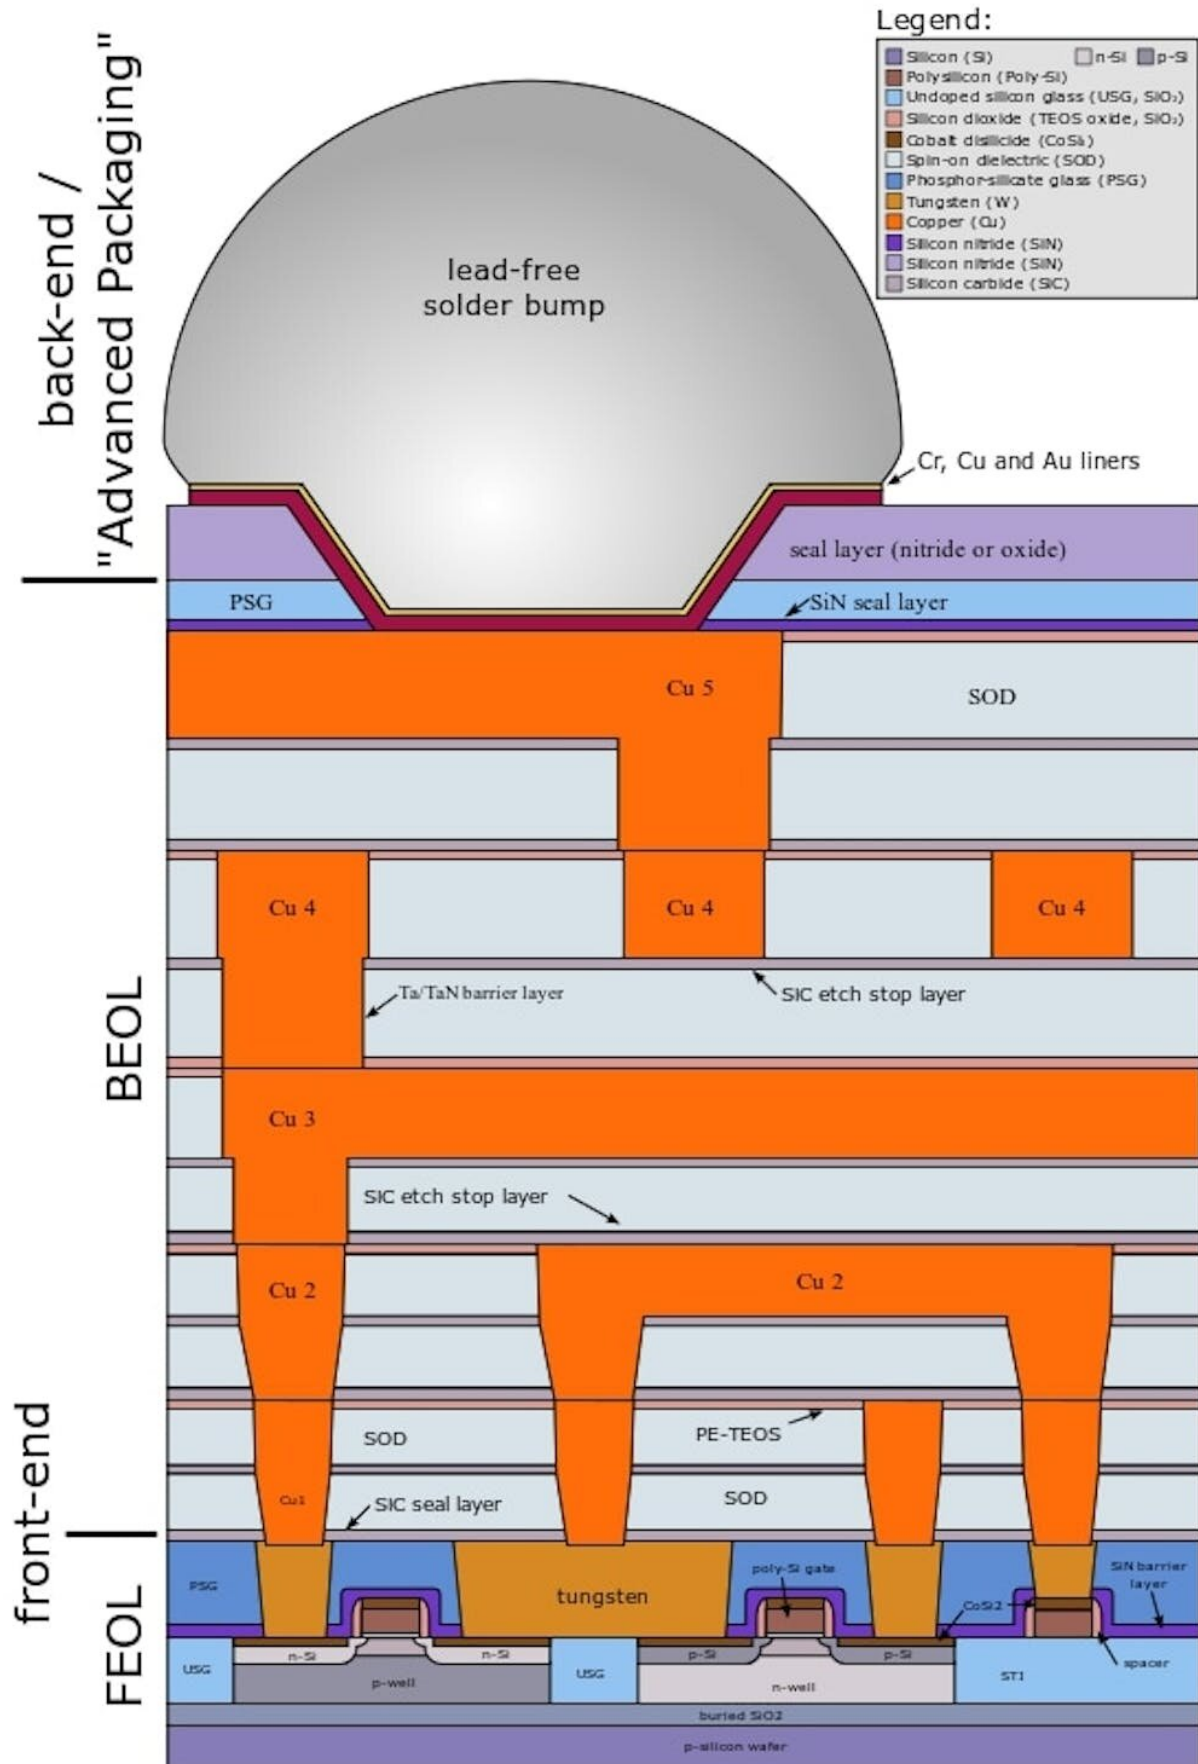 Legend:
Silicon (Si)
n-Si
p-Si
Polysilicon (Poly-Si)
Undoped silicon glass (USG, SiO₂)
Silicon dioxide (TEOS oxide, SiO₂)
Cobalt disilicide (CoSi₂)
Spin-on dielectric (SOD)
Phosphor-silicate glass (PSG)
Tungsten (W)
Copper (Cu)
Silicon nitride (SiN)
Silicon nitride (SiN)
Silicon carbide (SiC)
back-end /
"Advanced Packaging"
lead-free
solder bump
Cr, Cu and Au liners
seal layer (nitride or oxide)
PSG
SiN seal layer
Cu 5
SOD
Cu 4
Cu 4
Cu 4
Ta/TaN barrier layer
SiC etch stop layer
BEOL
Cu 3
SiC etch stop layer
Cu 2
Cu 2
front-end
SOD
PE-TEOS
Cu1
SiC seal layer
SOD
FEOL
PSG
tungsten
poly-Si gate
SiN barrier
layer
CoSi2
spacer
n-Si
n-Si
p-Si
p-Si
USG
p-well
USG
n-well
STI
buried SiO2
p-silicon wafer